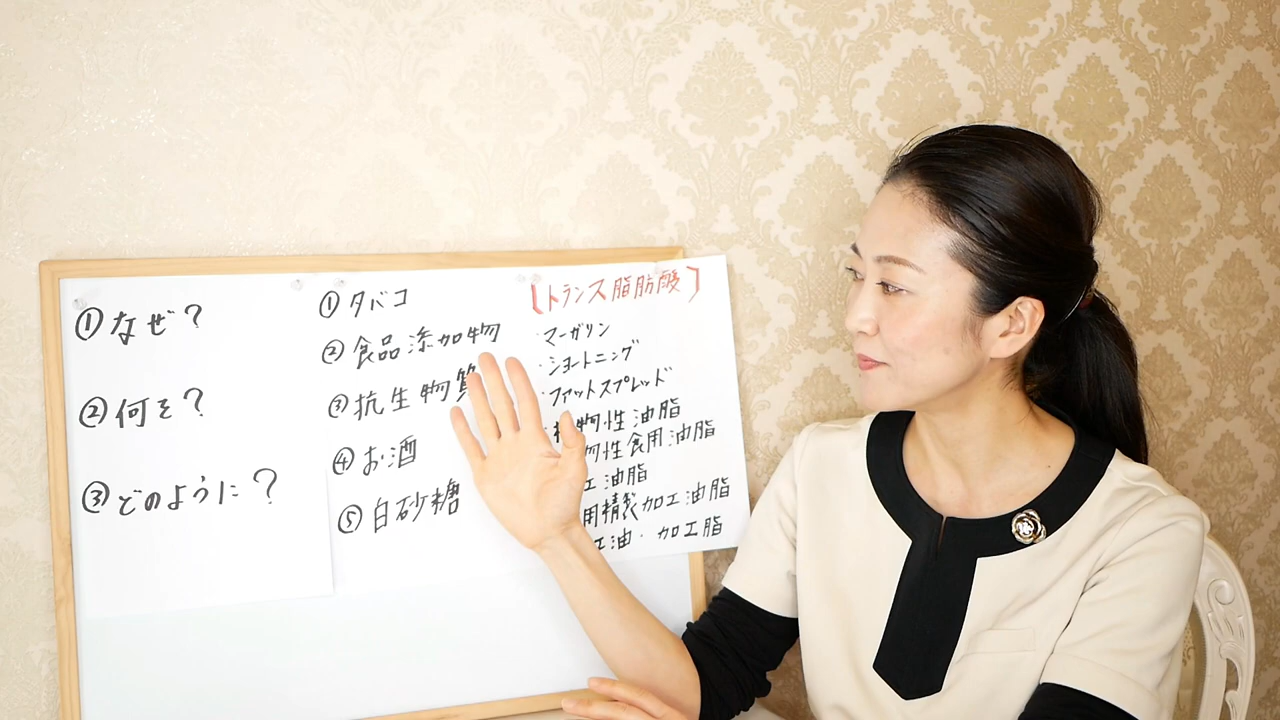 ①なぜ?
②何を?
③どのように?
①タバコ
②食品添加物
③抗生物質
④お酒
⑤白砂糖
【トランス脂肪酸】
・マーガリン
・ショートニング
・ファットスプレッド
物性油脂
物性食用油脂
工油脂
用精製加工油脂
工油・加工脂